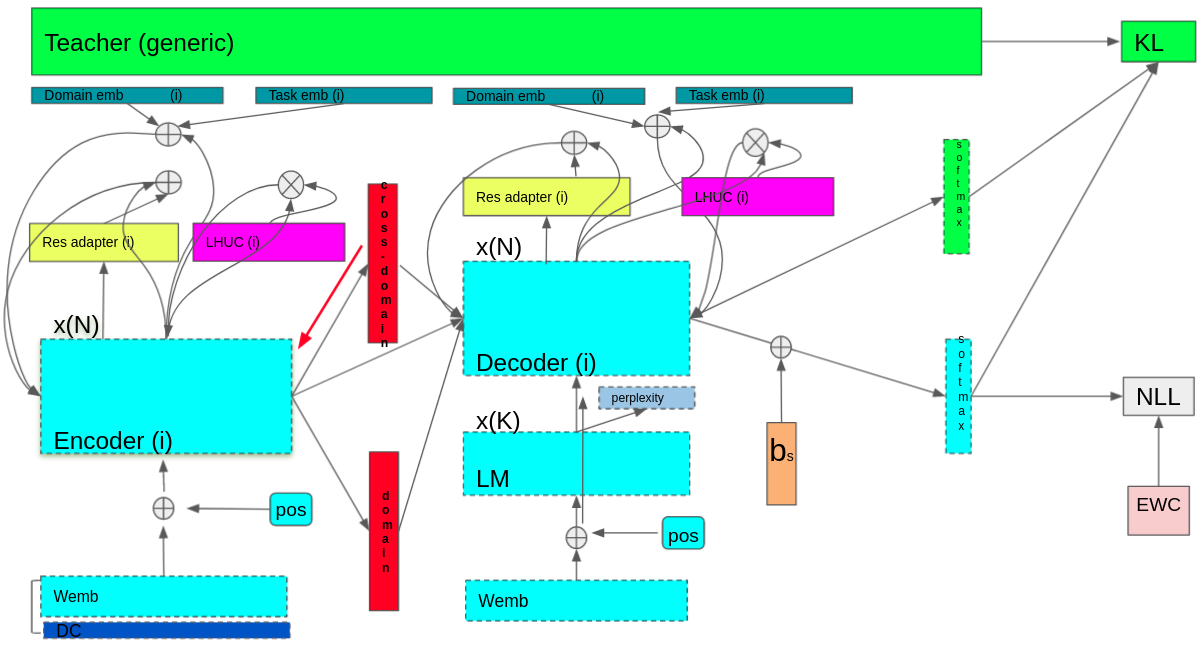 Teacher (generic)
KL
Domain emb (i)
Task emb (i)
Domain emb (i)
Task emb (i)
Res adapter (i)
LHUC (i)
cross-domain
Res adapter (i)
LHUC (i)
softmax
x(N)
Encoder (i)
x(N)
Decoder (i)
perplexity
x(K)
LM
bs
softmax
NLL
EWC
domain
pos
pos
Wemb
DC
Wemb